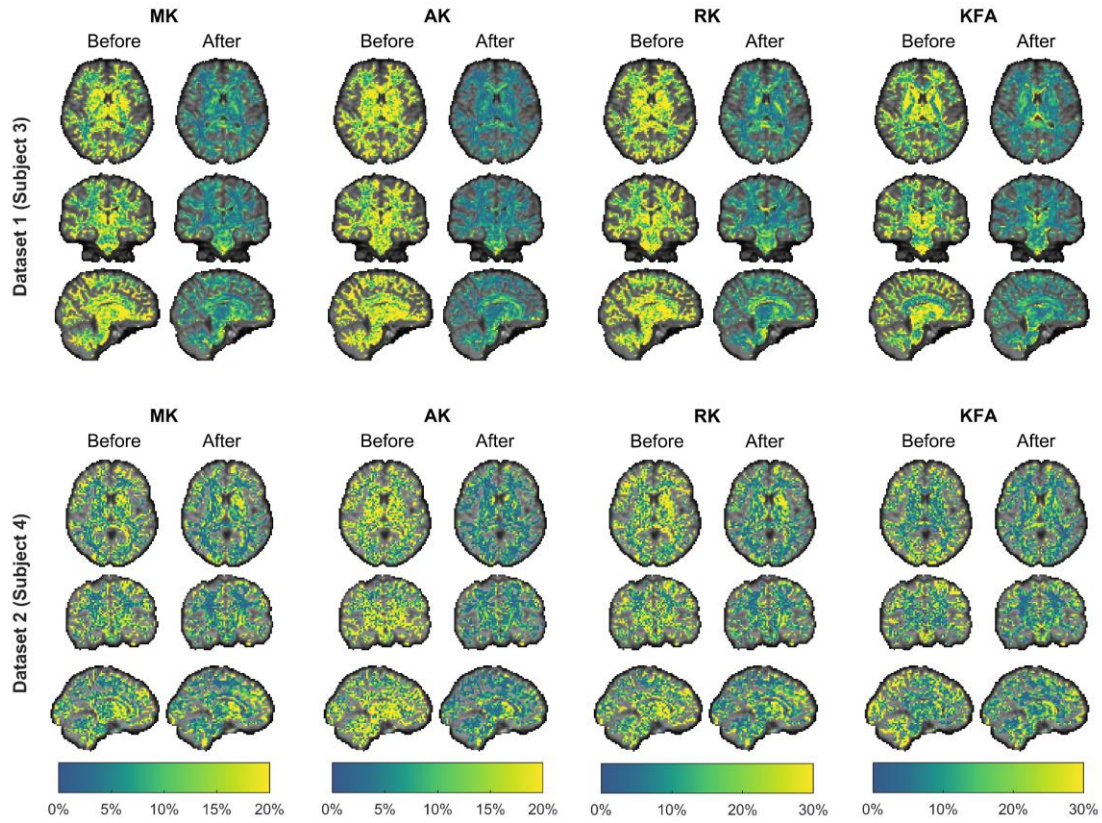 MK AK RK KFA
Before After Before After Before After Before After
Dataset 1 (Subject 3)
MK AK RK KFA
Before After Before After Before After Before After
Dataset 2 (Subject 4)
0% 5% 10% 15% 20% 0% 5% 10% 15% 20% 0% 10% 20% 30% 0% 10% 20% 30%